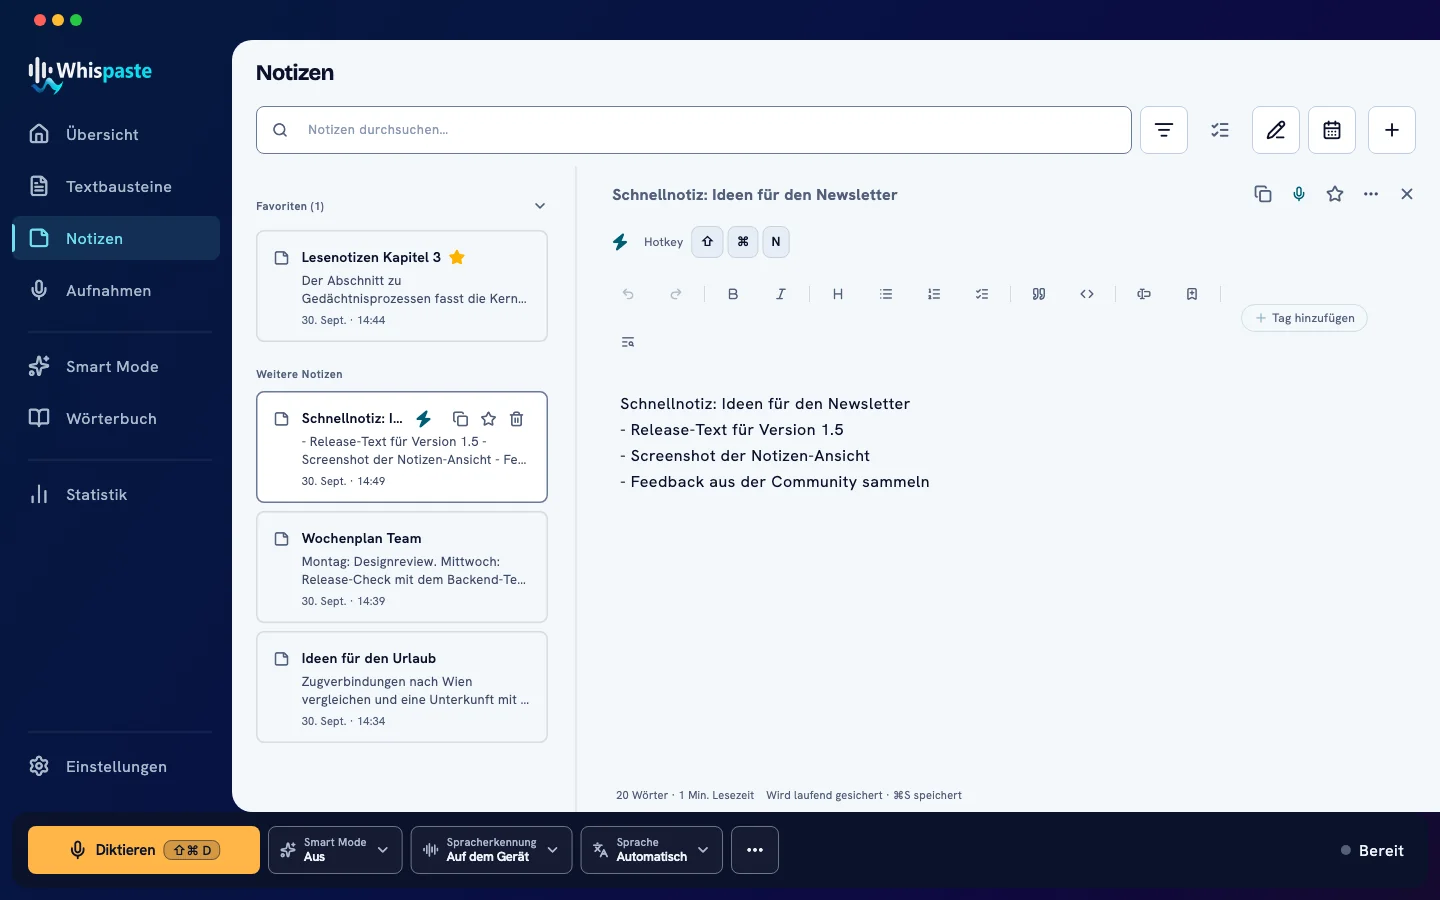 Whispaste
Übersicht
Textbausteine
Notizen
Aufnahmen
Smart Mode
Wörterbuch
Statistik
Einstellungen
Notizen
Notizen durchsuchen...
Favoriten (1)
Lesenotizen Kapitel 3
Der Abschnitt zu
Gedächtnisprozessen fasst die Kern...
30. Sept. · 14:44
Weitere Notizen
Schnellnotiz: I...
- Release-Text für Version 1.5 -
Screenshot der Notizen-Ansicht - Fe...
30. Sept. · 14:49
Wochenplan Team
Montag: Designreview. Mittwoch:
Release-Check mit dem Backend-Te...
30. Sept. · 14:39
Ideen für den Urlaub
Zugverbindungen nach Wien
vergleichen und eine Unterkunft mit ...
30. Sept. · 14:34
Schnellnotiz: Ideen für den Newsletter
Hotkey ⇧ ⌘ N
B I H
+ Tag hinzufügen
Schnellnotiz: Ideen für den Newsletter
- Release-Text für Version 1.5
- Screenshot der Notizen-Ansicht
- Feedback aus der Community sammeln
20 Wörter · 1 Min. Lesezeit Wird laufend gesichert · ⌘S speichert
Diktieren ⇧⌘ D
Smart Mode
Aus
Spracherkennung
Auf dem Gerät
Sprache
Automatisch
Bereit